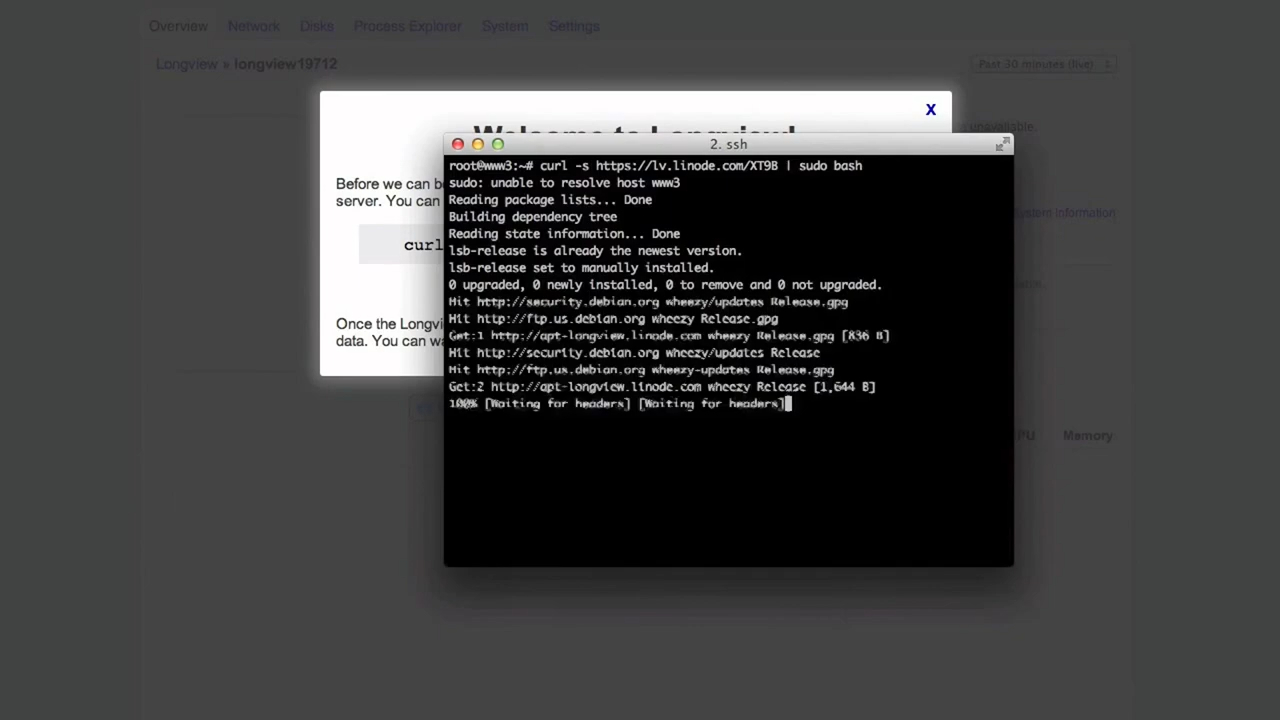 Overview Network Disks Process Explorer System Settings
Longview » longview19712
Past 30 minutes (live)
X
Welcome to Longview!
unavailable.
Before we can be
server. You can
System Information
curl
Once the Longvi
data. You can wa
CPU Memory
2. ssh
root@www3:~# curl -s https://lv.linode.com/XT9B | sudo bash
sudo: unable to resolve host www3
Reading package lists... Done
Building dependency tree
Reading state information... Done
lsb-release is already the newest version.
lsb-release set to manually installed.
0 upgraded, 0 newly installed, 0 to remove and 0 not upgraded.
Hit http://security.debian.org wheezy/updates Release.gpg
Hit http://ftp.us.debian.org wheezy Release.gpg
Get:1 http://apt-longview.linode.com wheezy Release.gpg [836 B]
Hit http://security.debian.org wheezy/updates Release
Hit http://ftp.us.debian.org wheezy-updates Release.gpg
Get:2 http://apt-longview.linode.com wheezy Release [1,644 B]
100% [Waiting for headers] [Waiting for headers]